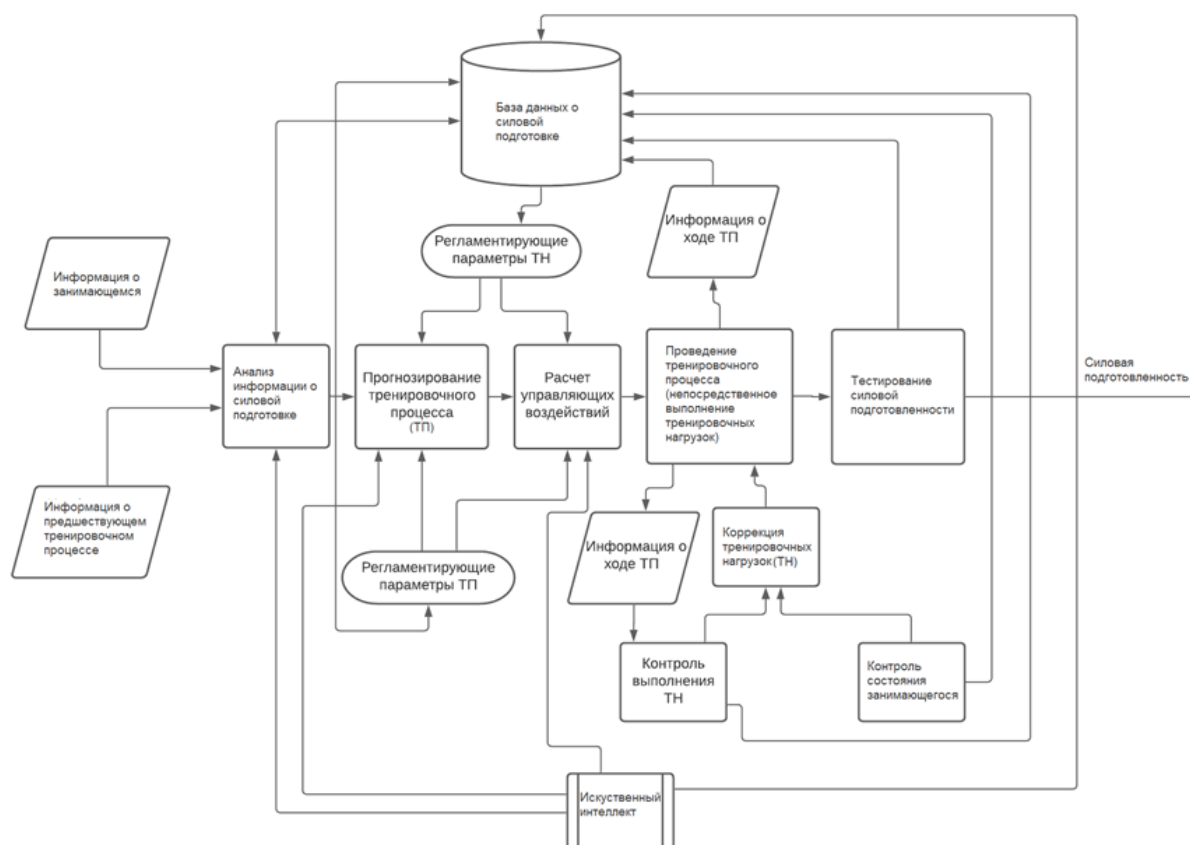 База данных о
силовой
подготовке
Информация о
ходе ТП
Регламентирующие
параметры ТН
Информация о
занимающемся
Анализ
информации о
силовой
подготовке
Прогнозирование
тренировочного
процесса
(ТП)
Расчет
управляющих
воздействий
Проведение
тренировочного
процесса
(непосредственное
выполнение
тренировочных
нагрузок)
Тестирование
силовой
подготовленности
Силовая
подготовленность
Информация о
предшествующем
тренировочном
процессе
Регламентирующие
параметры ТП
Информация о
ходе ТП
Коррекция
тренировочных
нагрузок(ТН)
Контроль
выполнения
ТН
Контроль
состояния
занимающегося
Искуственный
интеллект